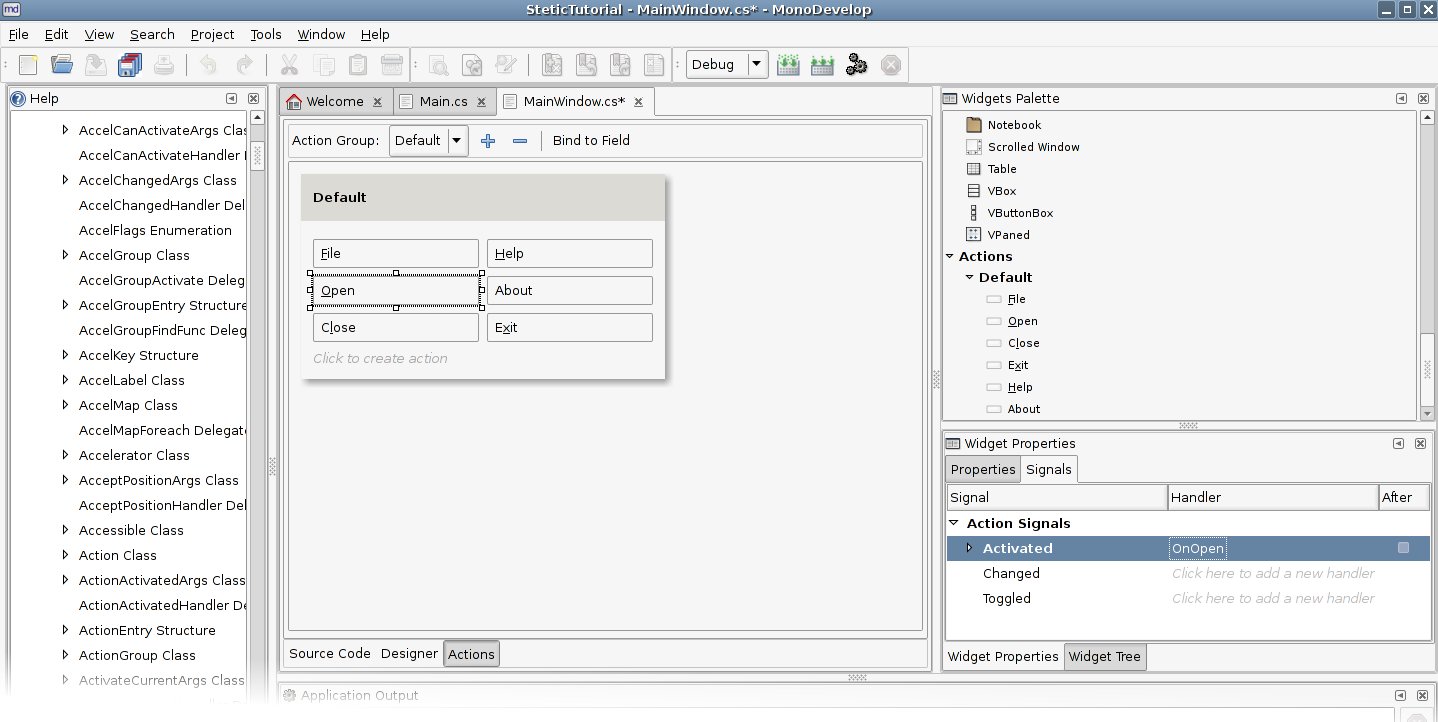 md
SteticTutorial - MainWindow.cs* - MonoDevelop
File Edit View Search Project Tools Window Help
Debug
Help
AccelCanActivateArgs Clas
AccelCanActivateHandler
AccelChangedArgs Class
AccelChangedHandler Del
AccelFlags Enumeration
AccelGroup Class
AccelGroupActivate Deleg
AccelGroupEntry Structure
AccelGroupFindFunc Deleg
AccelKey Structure
AccelLabel Class
AccelMap Class
AccelMapForeach Delegat
Accelerator Class
AcceptPositionArgs Class
AcceptPositionHandler Del
Accessible Class
Action Class
ActionActivatedArgs Class
ActionActivatedHandler De
ActionEntry Structure
ActionGroup Class
ActivateCurrentArgs Class
Welcome Main.cs MainWindow.cs*
Action Group: Default Bind to Field
Default
File Help
Open About
Close Exit
Click to create action
Source Code Designer Actions
Application Output
Widgets Palette
Notebook
Scrolled Window
Table
VBox
VButtonBox
VPaned
Actions
Default
File
Open
Close
Exit
Help
About
Widget Properties
Properties Signals
Signal Handler After
Action Signals
Activated OnOpen
Changed Click here to add a new handler
Toggled Click here to add a new handler
Widget Properties Widget Tree